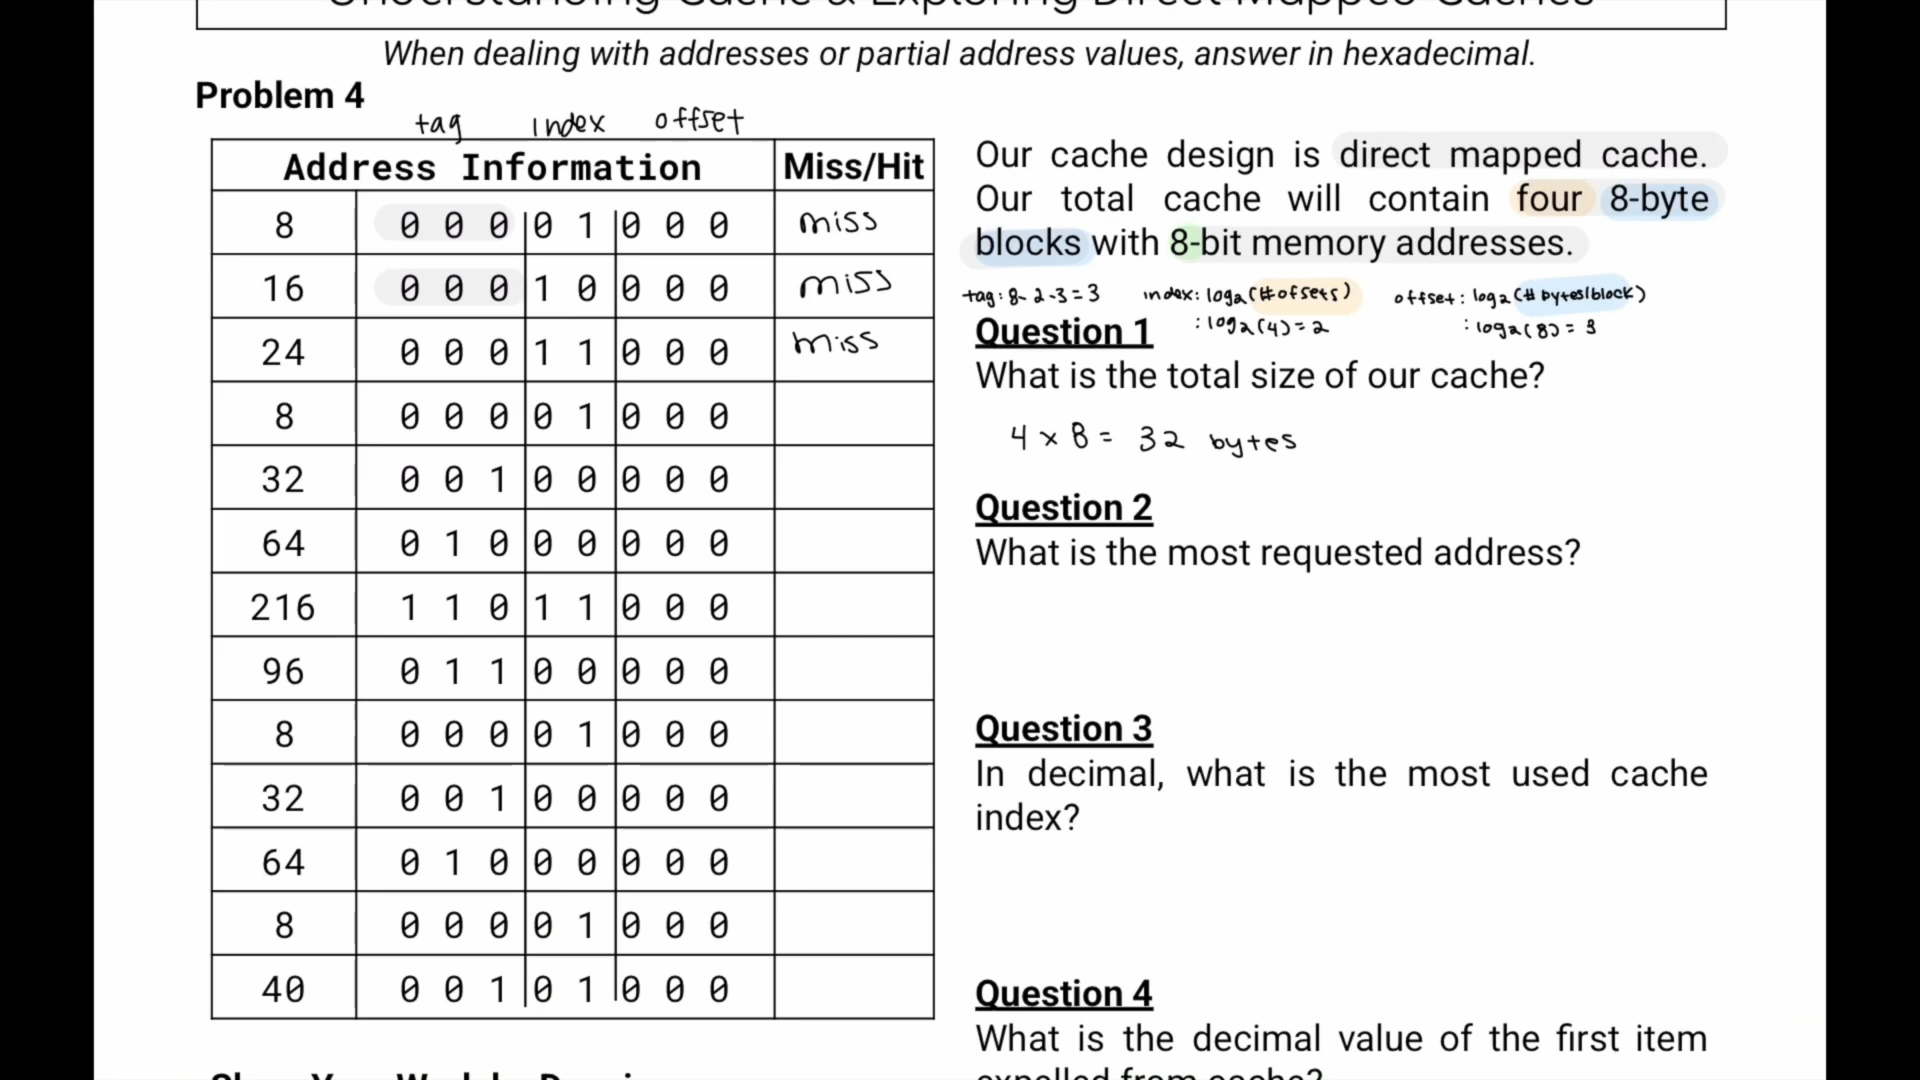 Understanding Cache & Exploring Direct Mapped Caches
When dealing with addresses or partial address values, answer in hexadecimal.
Problem 4
tag index offset
Address Information Miss/Hit
8 0 0 0 0 1 0 0 0 miss
16 0 0 0 1 0 0 0 0 miss
24 0 0 0 1 1 0 0 0 miss
8 0 0 0 0 1 0 0 0
32 0 0 1 0 0 0 0 0
64 0 1 0 0 0 0 0 0
216 1 1 0 1 1 0 0 0
96 0 1 1 0 0 0 0 0
8 0 0 0 0 1 0 0 0
32 0 0 1 0 0 0 0 0
64 0 1 0 0 0 0 0 0
8 0 0 0 0 1 0 0 0
40 0 0 1 0 1 0 0 0
Our cache design is direct mapped cache.
Our total cache will contain four 8-byte
blocks with 8-bit memory addresses.
tag: 8-2-3=3 index: log2(#ofsets) offset: log2(# bytes/block)
: log2(4)=2 : log2(8)= 3
Question 1
What is the total size of our cache?
4 x 8 = 32 bytes
Question 2
What is the most requested address?
Question 3
In decimal, what is the most used cache
index?
Question 4
What is the decimal value of the first item
expelled from cache?